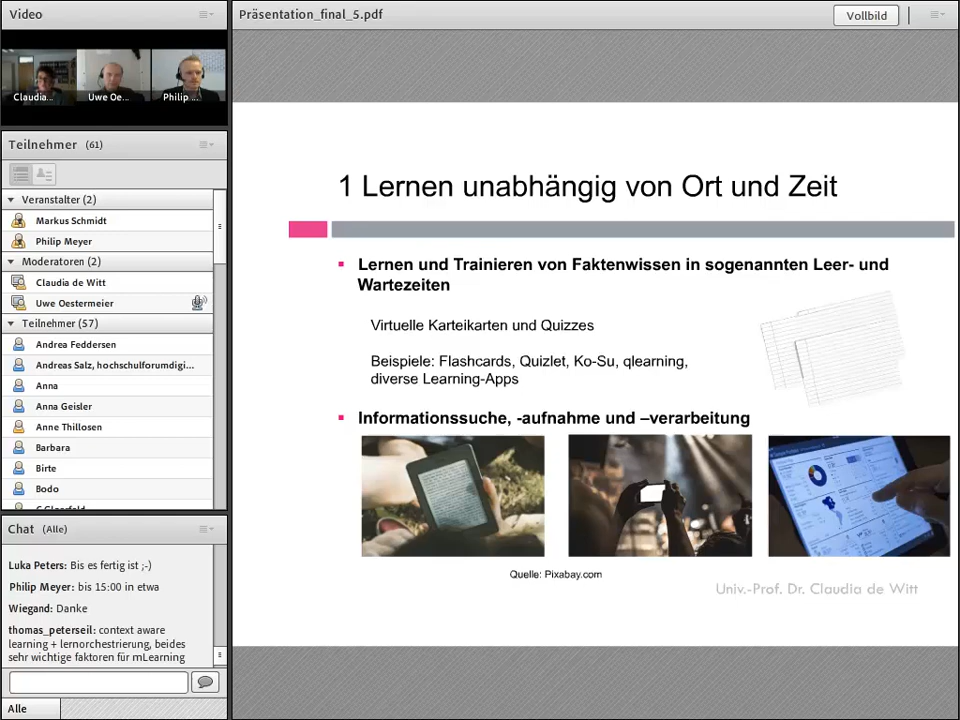 Video
Claudia...
Uwe Oe...
Philip ...
Teilnehmer (61)
Veranstalter (2)
Markus Schmidt
Philip Meyer
Moderatoren (2)
Claudia de Witt
Uwe Oestermeier
Teilnehmer (57)
Andrea Feddersen
Andreas Salz, hochschulforumdigi...
Anna
Anna Geisler
Anne Thillosen
Barbara
Birte
Bodo
Chat (Alle)
Luka Peters: Bis es fertig ist ;-)
Philip Meyer: bis 15:00 in etwa
Wiegand: Danke
thomas_peterseil: context aware
learning + lernorchestrierung, beides
sehr wichtige faktoren für mLearning
Alle
Präsentation_final_5.pdf
Vollbild
1 Lernen unabhängig von Ort und Zeit
Lernen und Trainieren von Faktenwissen in sogenannten Leer- und
Wartezeiten
Virtuelle Karteikarten und Quizzes
Beispiele: Flashcards, Quizlet, Ko-Su, qlearning,
diverse Learning-Apps
Informationssuche, -aufnahme und –verarbeitung
Quelle: Pixabay.com
Univ.-Prof. Dr. Claudia de Witt